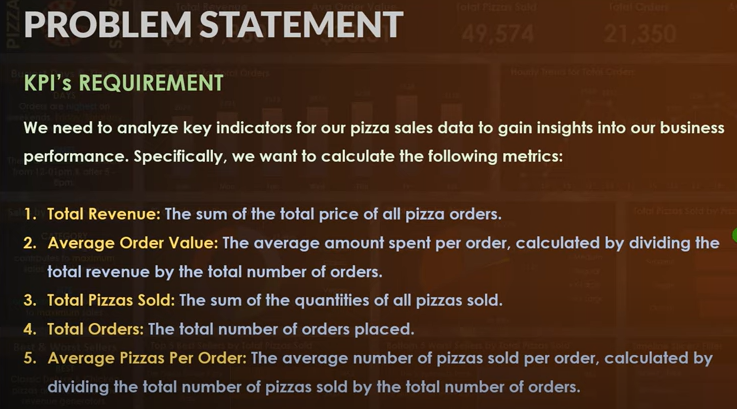 PROBLEM STATEMENT
KPI's REQUIREMENT
We need to analyze key indicators for our pizza sales data to gain insights into our business
performance. Specifically, we want to calculate the following metrics:
1. Total Revenue: The sum of the total price of all pizza orders.
2. Average Order Value: The average amount spent per order, calculated by dividing the
total revenue by the total number of orders.
3. Total Pizzas Sold: The sum of the quantities of all pizzas sold.
4. Total Orders: The total number of orders placed.
5. Average Pizzas Per Order: The average number of pizzas sold per order, calculated by
dividing the total number of pizzas sold by the total number of orders.
PIZZA
Total Pizzas Sold
49,574
Total Orders
21,350